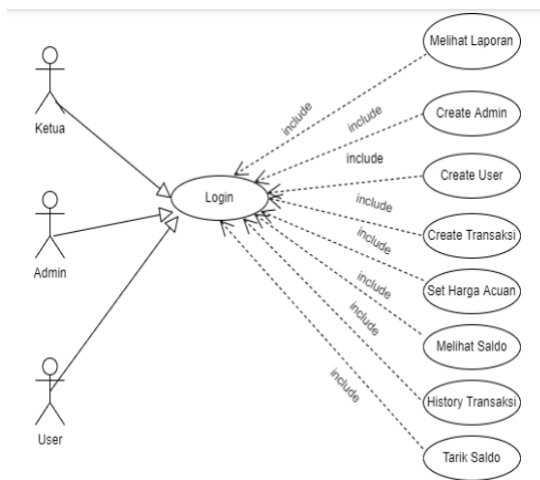 Melihat Laporan
include
Create Admin
include
Ketua
include
Create User
Login
include
Create Transaksi
include
Admin
Set Harga Acuan
include
Melihat Saldo
include
include
History Transaksi
User
Tarik Saldo